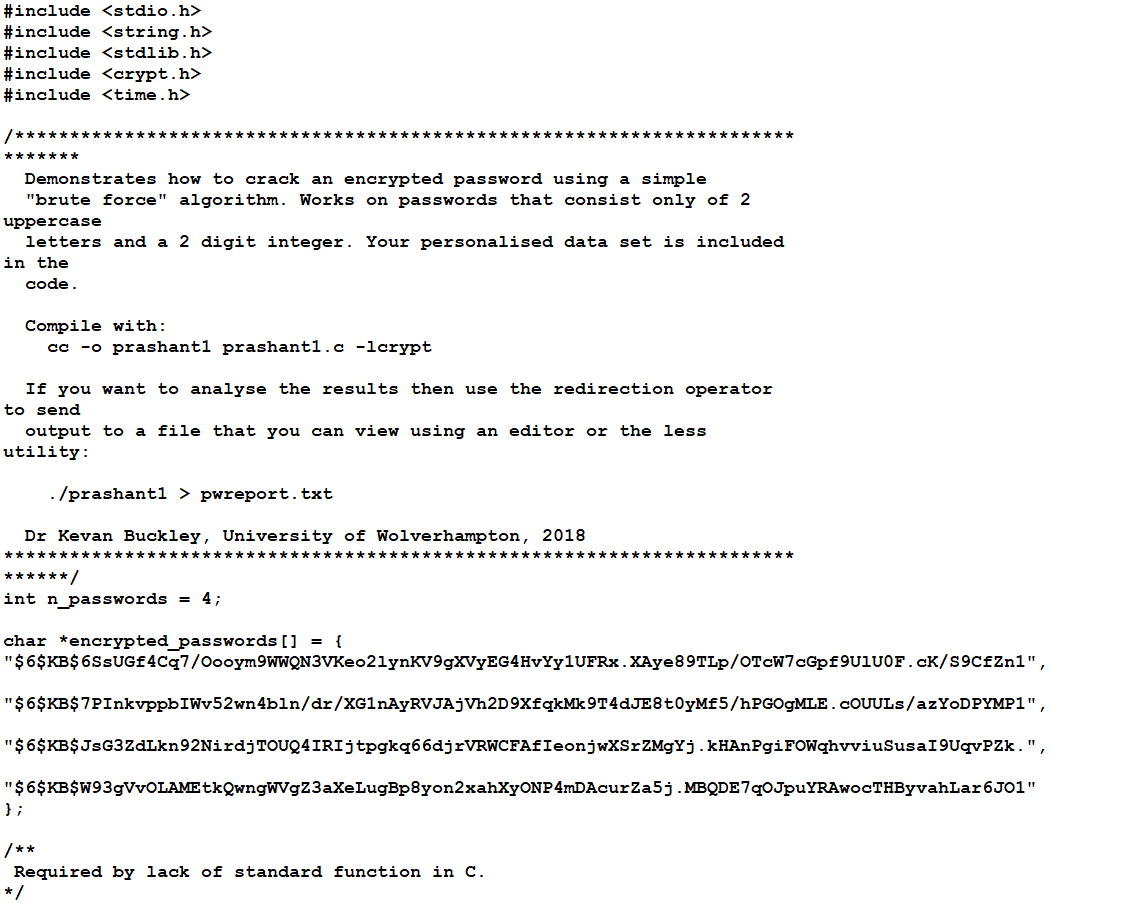 #include <stdio.h>
#include <string.h>
#include <stdlib.h>
#include <crypt.h>
#include <time.h>
/***********************************************************************
*******
Demonstrates how to crack an encrypted password using a simple
"brute force" algorithm. Works on passwords that consist only of 2
uppercase
letters and a 2 digit integer. Your personalised data set is included
in the
code.
Compile with:
cc -o prashant1 prashant1.c -lcrypt
If you want to analyse the results then use the redirection operator
to send
output to a file that you can view using an editor or the less
utility:
./prashant1 > pwreport.txt
Dr Kevan Buckley, University of Wolverhampton, 2018
************************************************************************
******/
int n_passwords = 4;
char *encrypted_passwords[] = {
"$6$KB$6SsUGf4Cq7/Oooym9WWQN3VKeo2lynKV9gXVyEG4HvYy1UFRx.XAye89TLp/OTcW7cGpf9UlU0F.cK/S9CfZn1",
"$6$KB$7PInkvppbIWv52wn4bln/dr/XG1nAyRVJAjVh2D9XfqkMk9T4dJE8t0yMf5/hPGOgMLE.cOUULs/azYoDPYMP1",
"$6$KB$JsG3ZdLkn92NirdjTOUQ4IRIjtpgkq66djrVRWCFAfIeonjwXSrZMgYj.kHAnPgiFOWqhvviuSusaI9UqvPZk.",
"$6$KB$W93gVvOLAMEtkQwngWVgZ3aXeLugBp8yon2xahXyONP4mDAcurZa5j.MBQDE7qOJpuYRAwocTHByvahLar6JO1"
};
/**
Required by lack of standard function in C.
*/